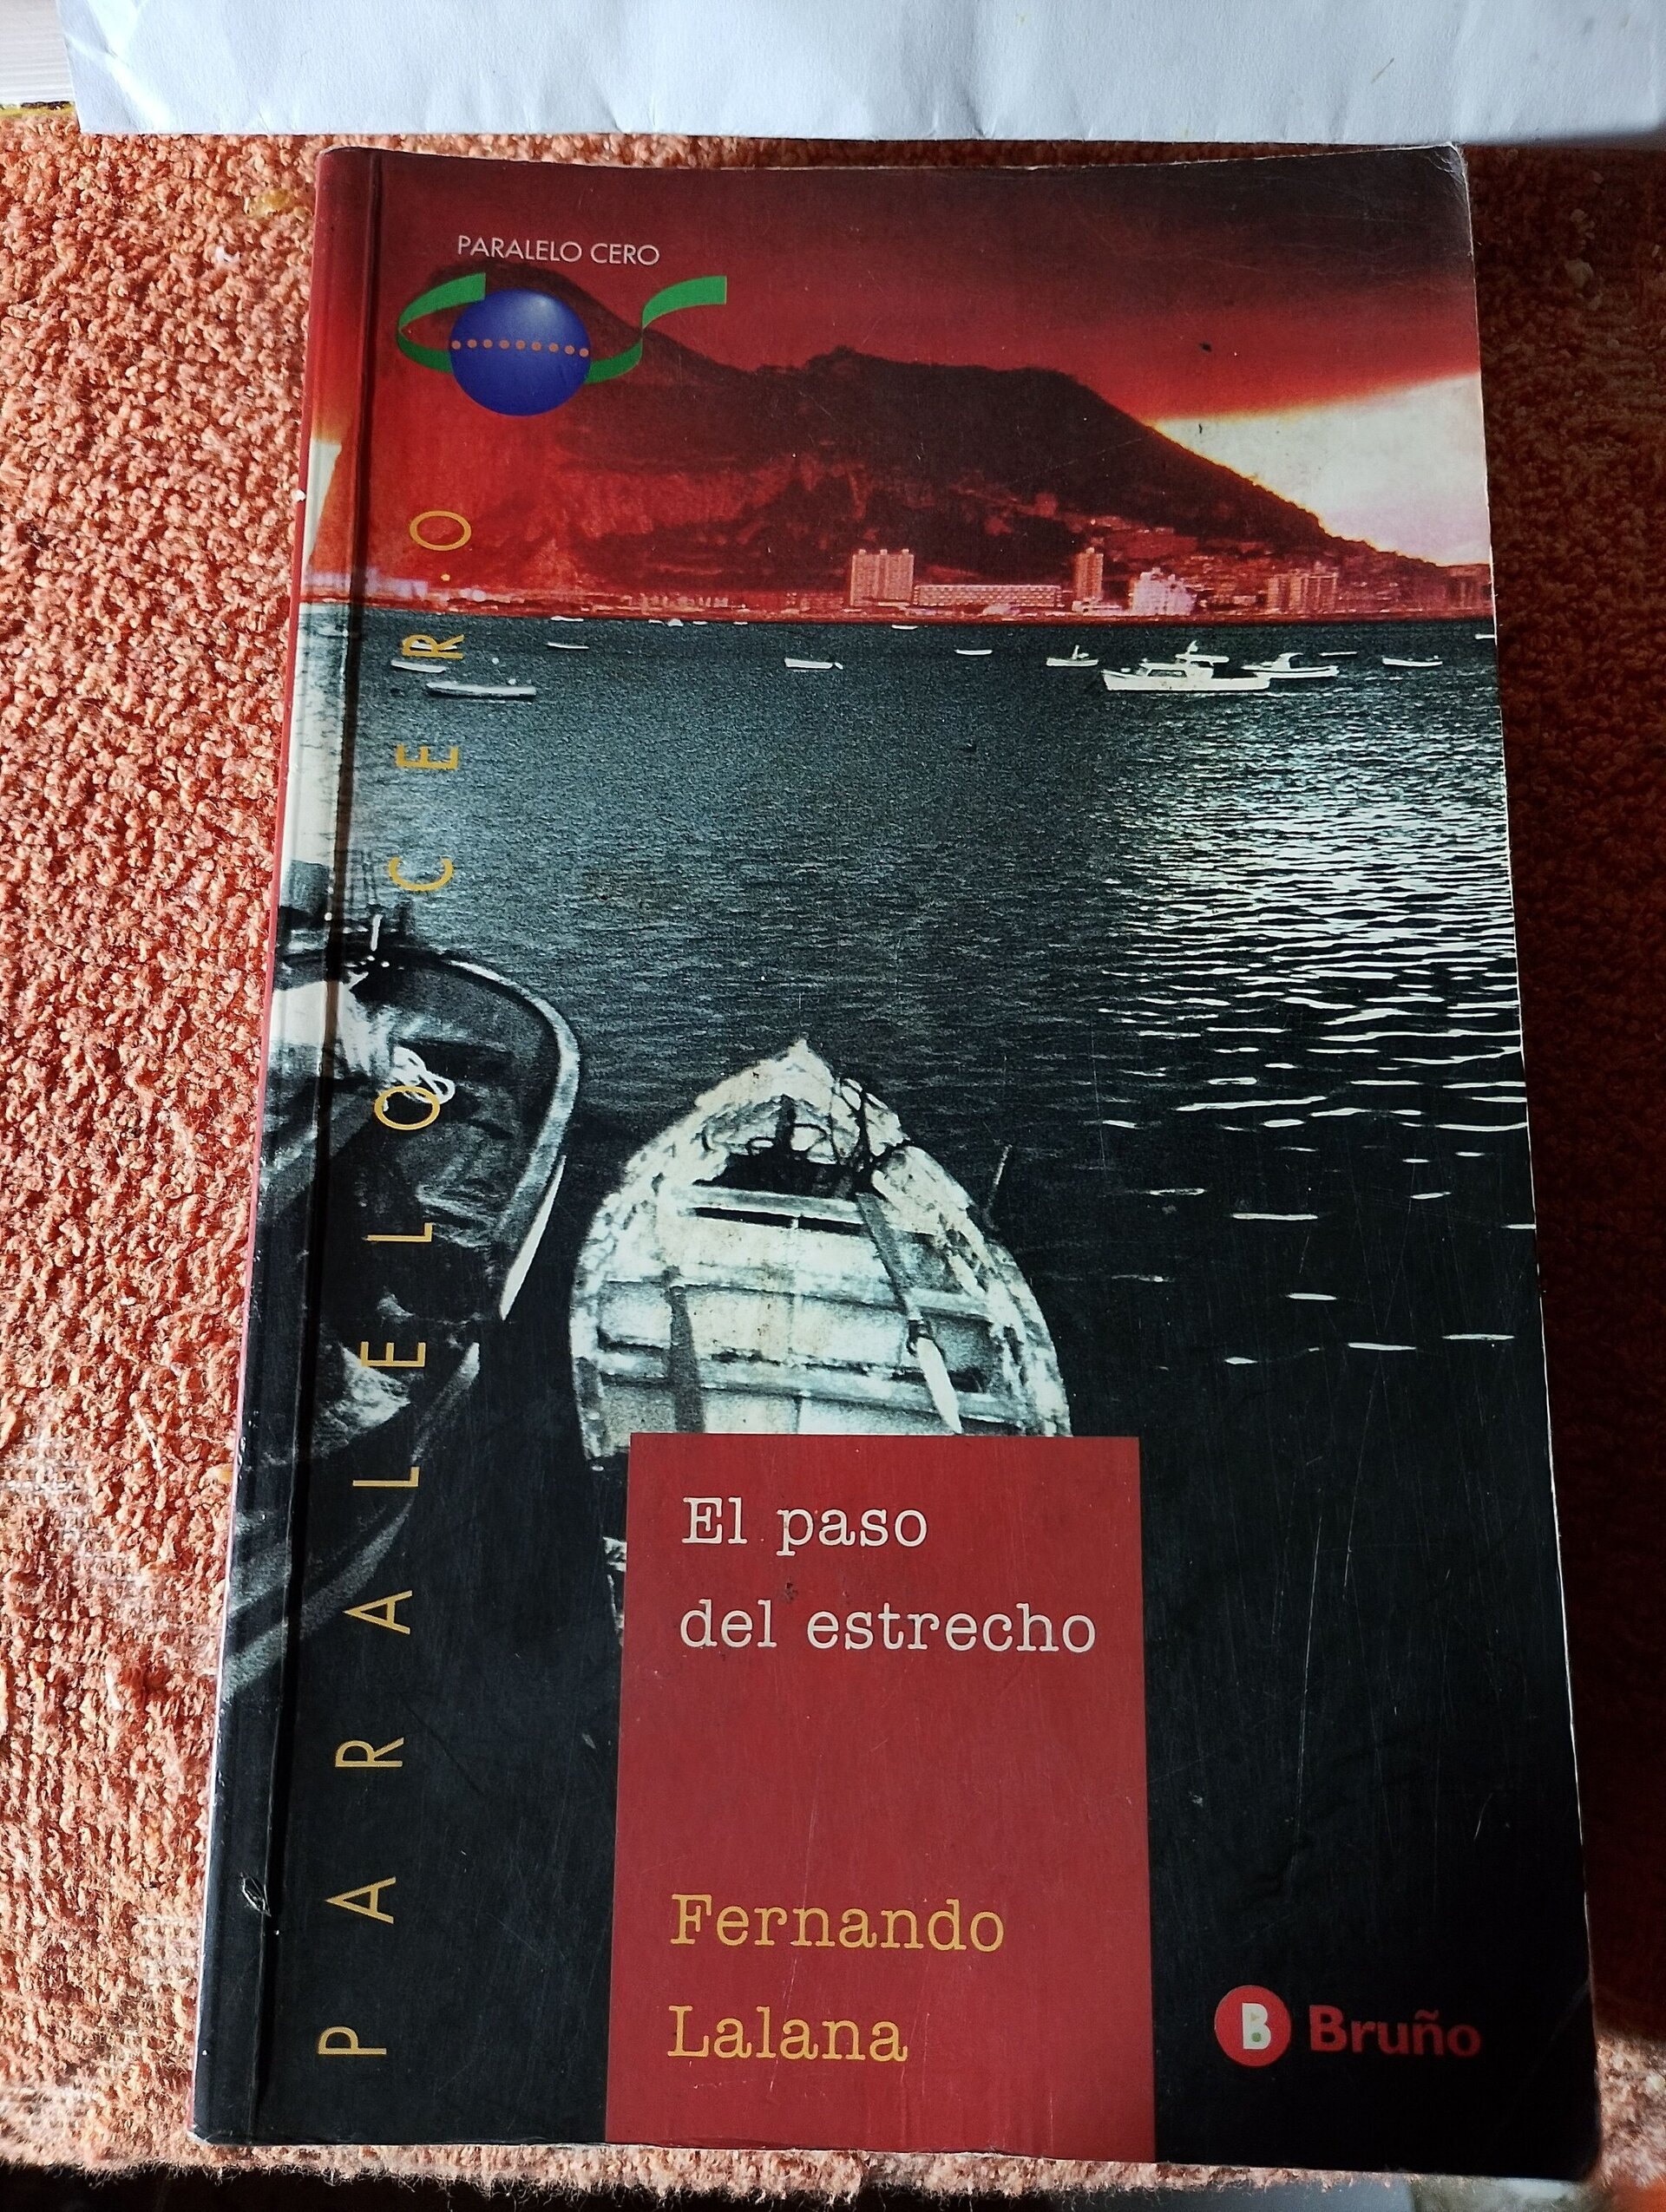 PARALELO CERO
PARALELO CERO
El paso
del estrecho
Fernando
Lalana
B Bruño